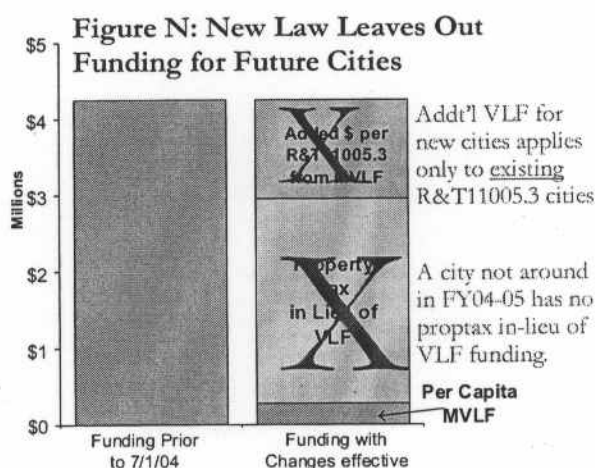 Figure N: New Law Leaves Out
Funding for Future Cities
$5
$4
$3
$2
$1
$0
Millions
X
Added $ per
R&T 11005.3
from MVLF
X
Property
Tax
in Lieu of
VLF
Addt'l VLF for
new cities applies
only to existing
R&T11005.3 cities
A city not around
in FY04-05 has no
proptax in-lieu of
VLF funding.
Per Capita
MVLF
Funding Prior
to 7/1/04
Funding with
Changes effective